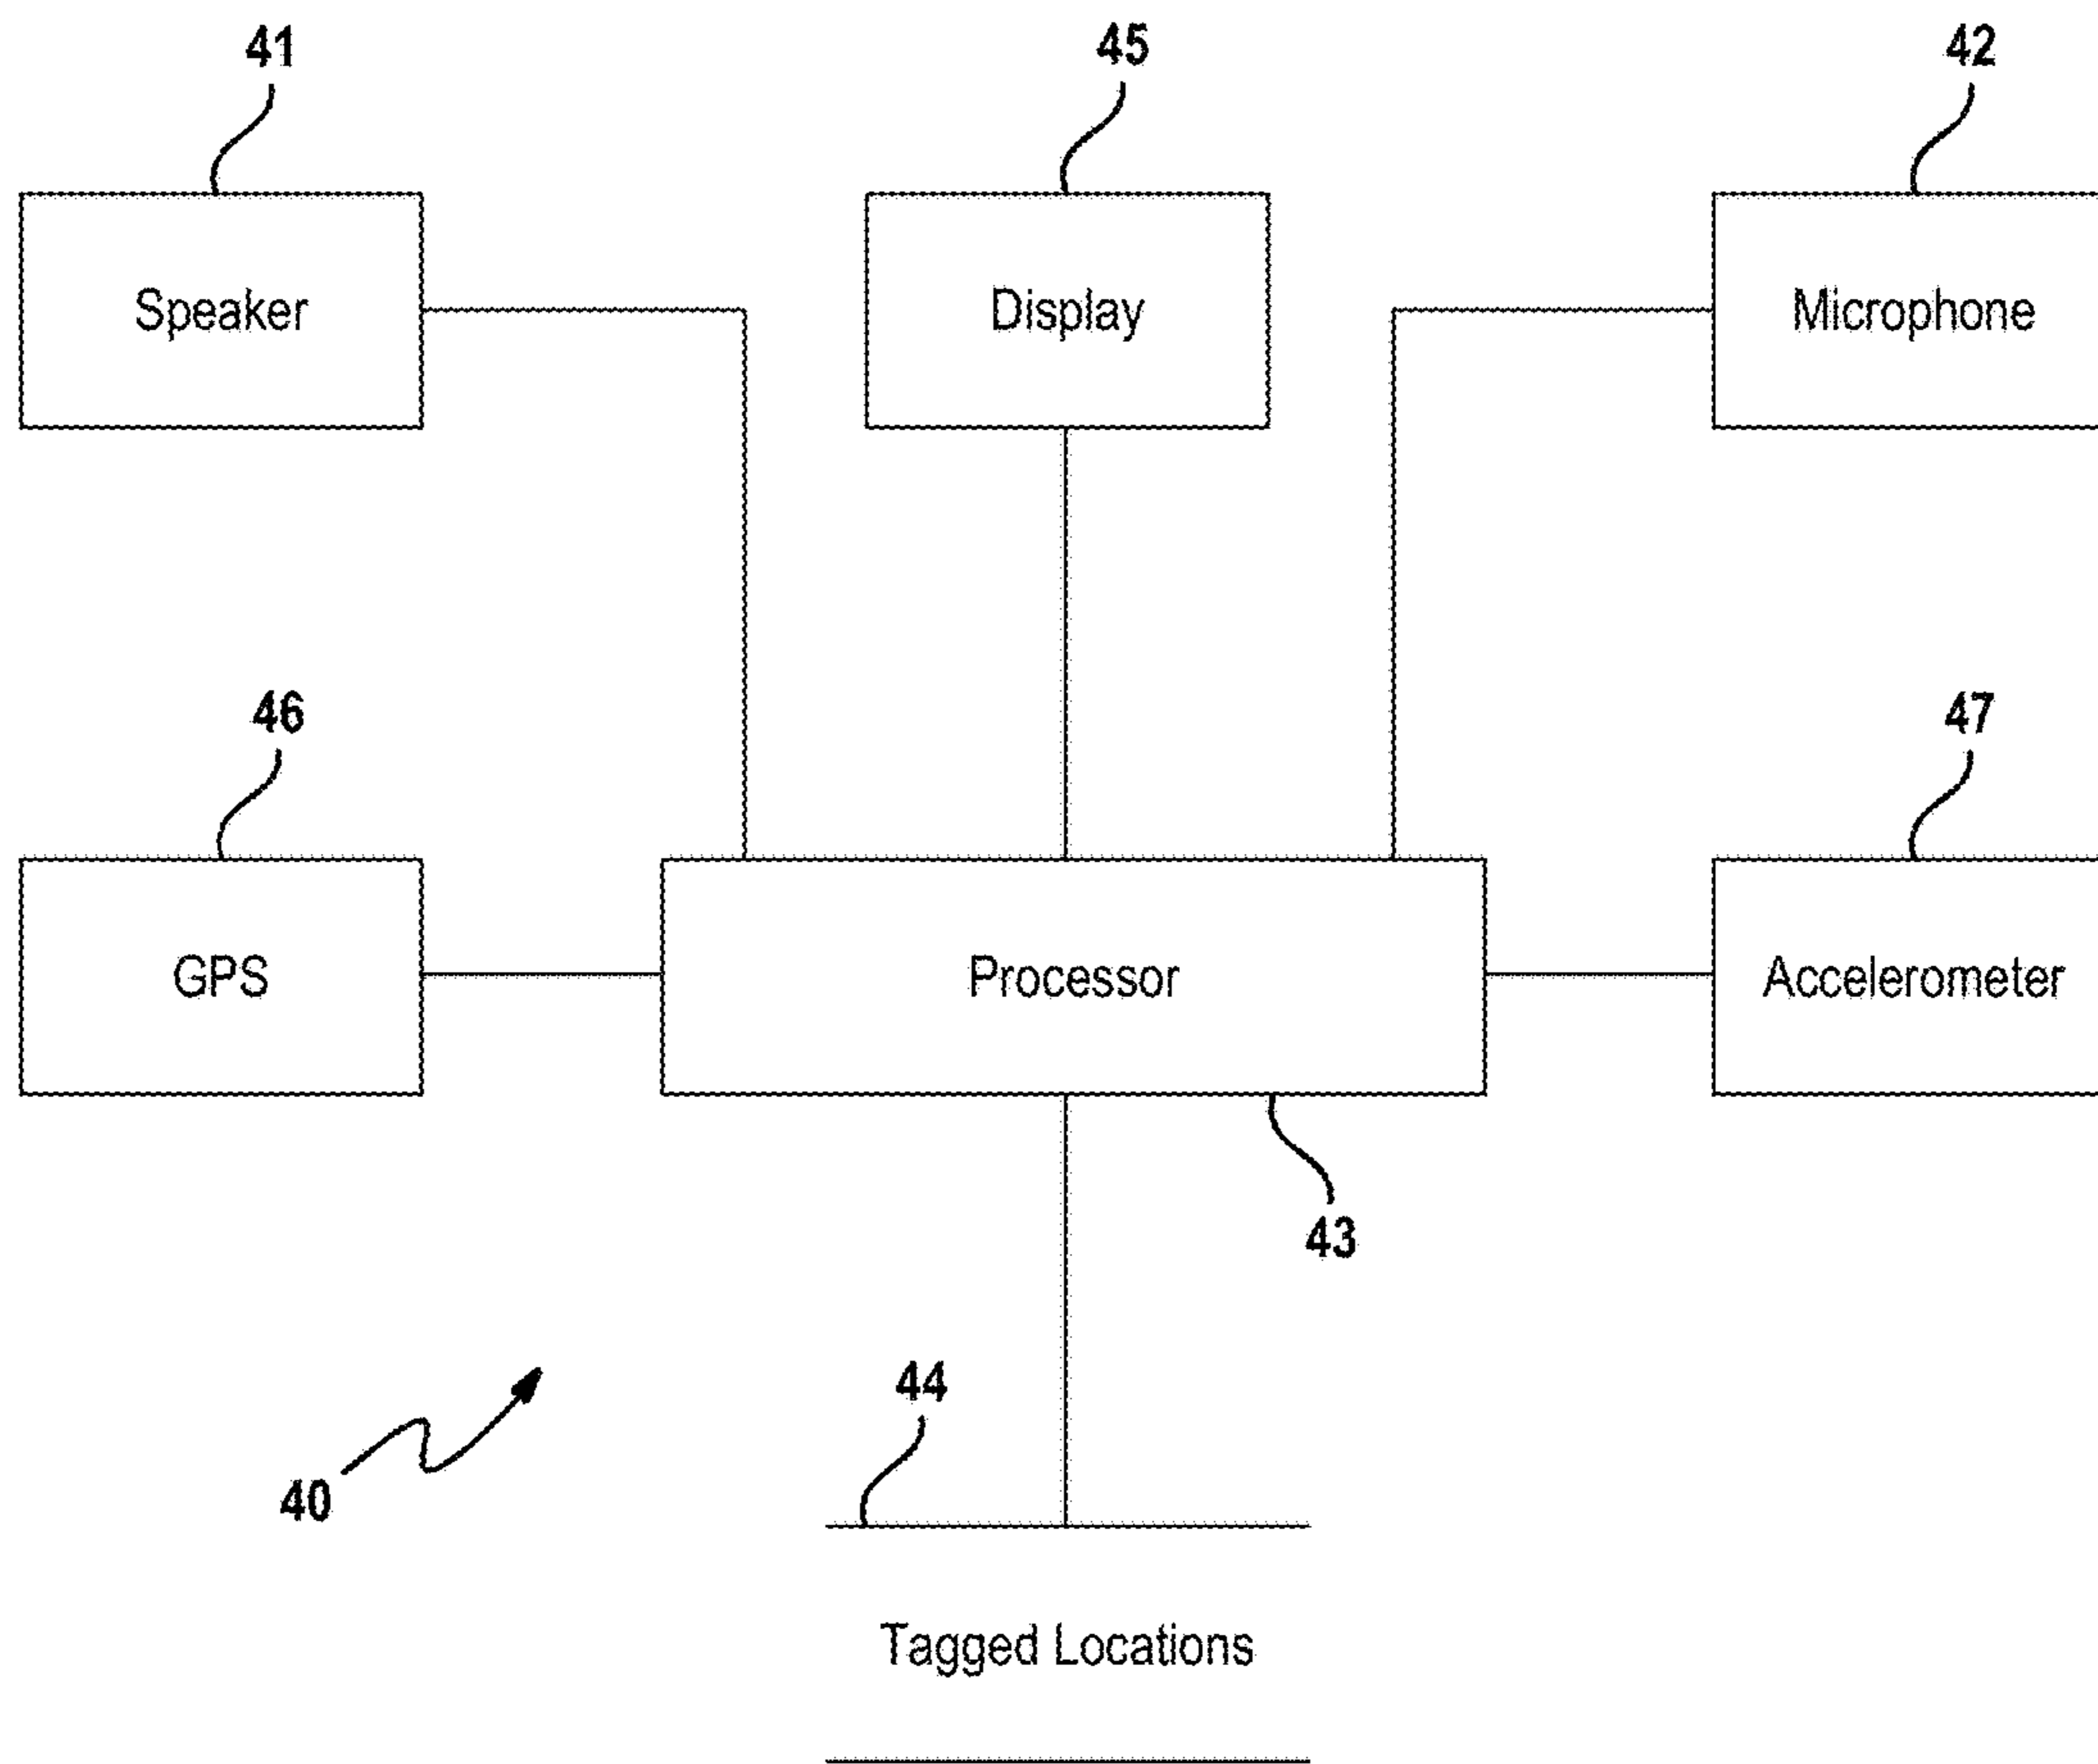 41
45
42
Speaker
Display
Microphone
46
47
GPS
Processor
Accelerometer
43
44
40
Tagged Locations